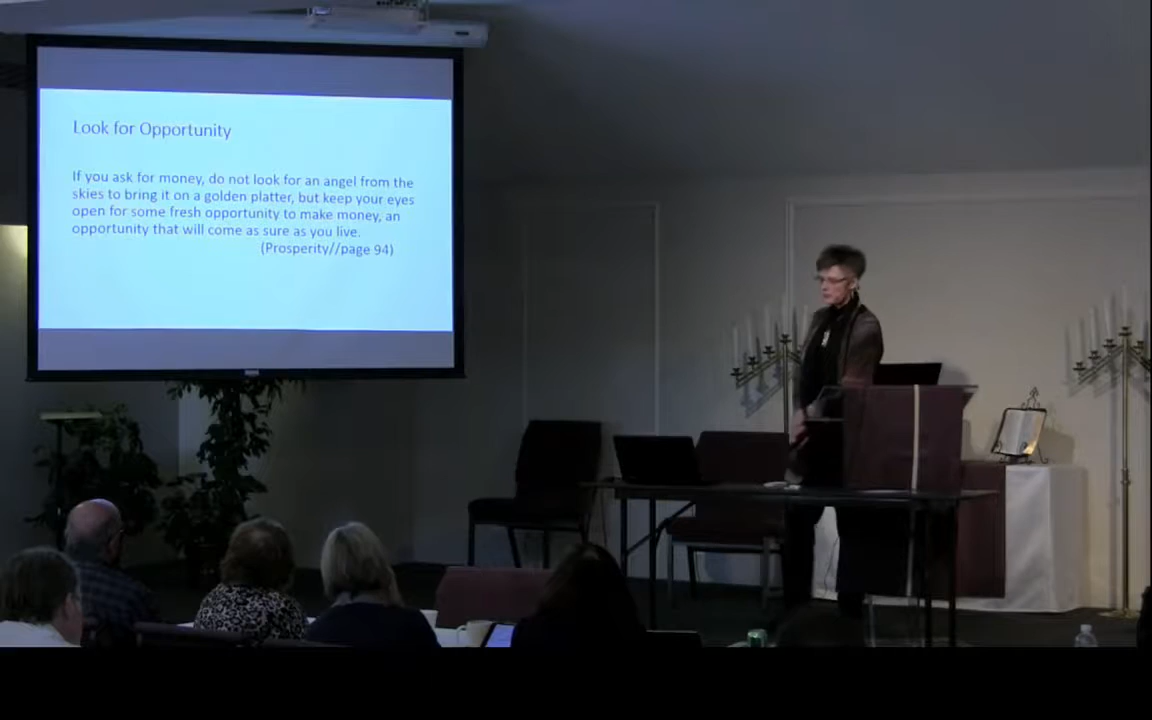 Look for Opportunity
If you ask for money, do not look for an angel from the
skies to bring it on a golden platter, but keep your eyes
open for some fresh opportunity to make money, an
opportunity that will come as sure as you live.
(Prosperity//page 94)